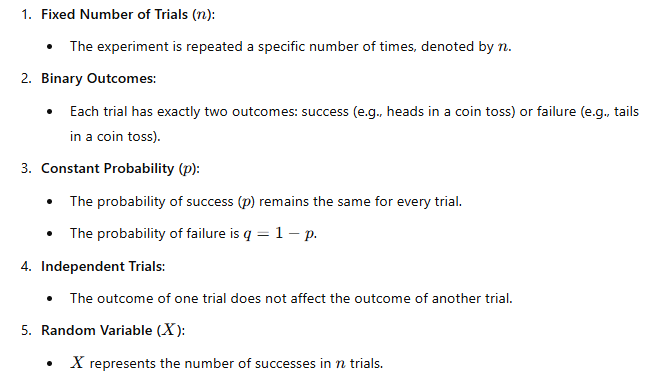 1. Fixed Number of Trials (n):
• The experiment is repeated a specific number of times, denoted by n.
2. Binary Outcomes:
• Each trial has exactly two outcomes: success (e.g., heads in a coin toss) or failure (e.g., tails
in a coin toss).
3. Constant Probability (p):
• The probability of success (p) remains the same for every trial.
• The probability of failure is q = 1 − p.
4. Independent Trials:
• The outcome of one trial does not affect the outcome of another trial.
5. Random Variable (X):
• X represents the number of successes in n trials.